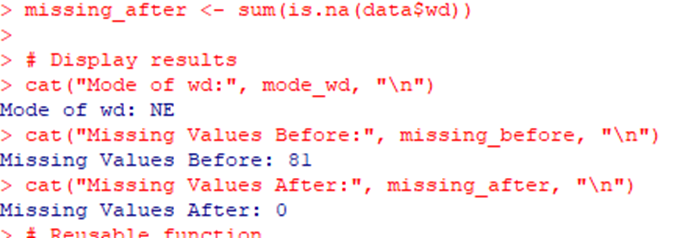 > missing_after <- sum(is.na(data$wd))
>
> # Display results
> cat("Mode of wd:", mode_wd, "\n")
Mode of wd: NE
> cat("Missing Values Before:", missing_before, "\n")
Missing Values Before: 81
> cat("Missing Values After:", missing_after, "\n")
Missing Values After: 0
> # Reusable function